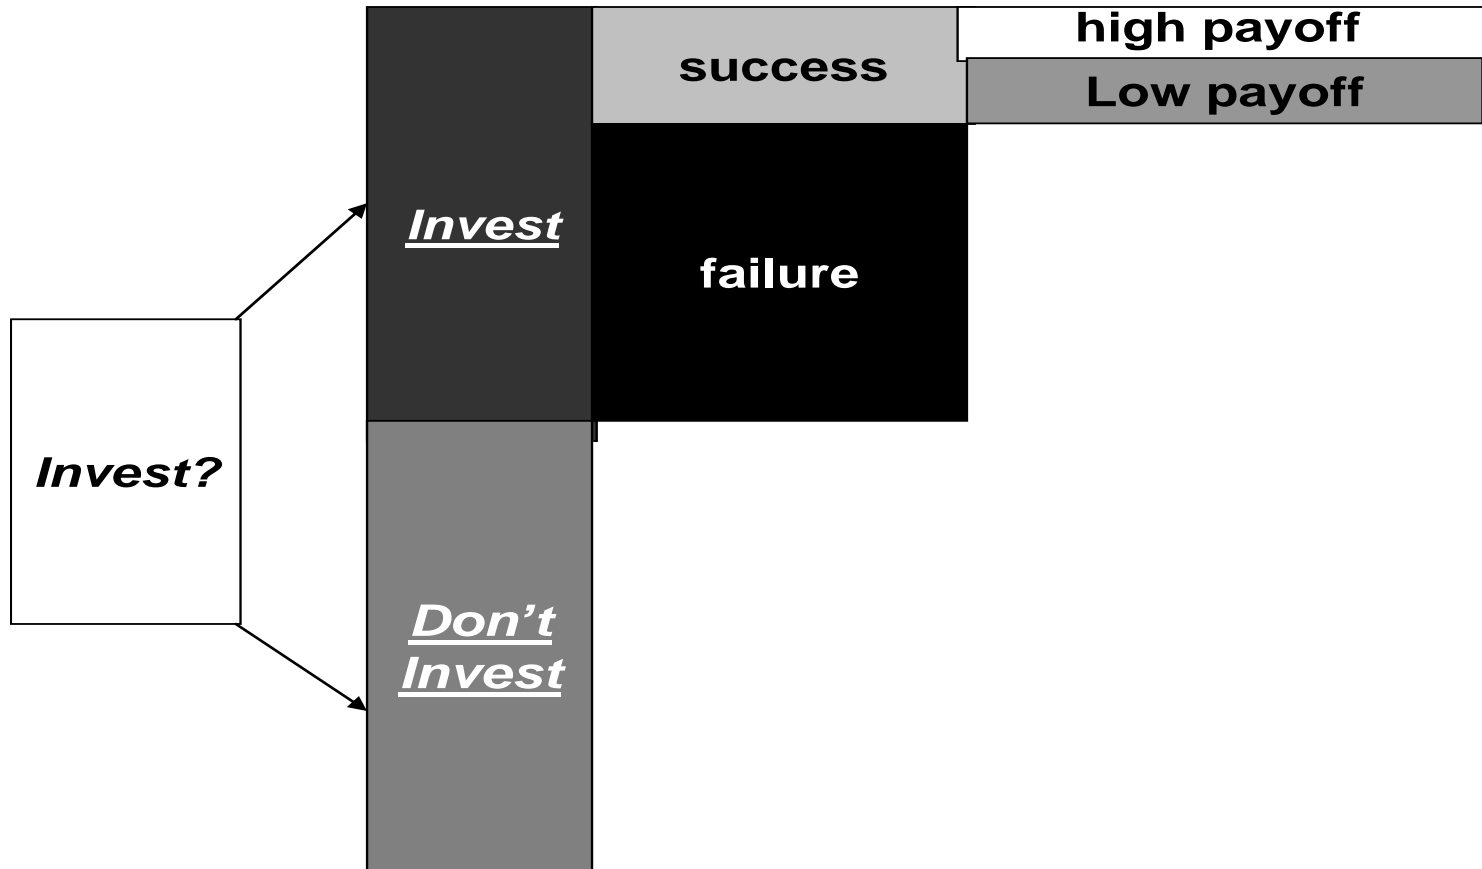 high payoff
success
Low payoff
Invest
failure
Invest?
Don’t
Invest